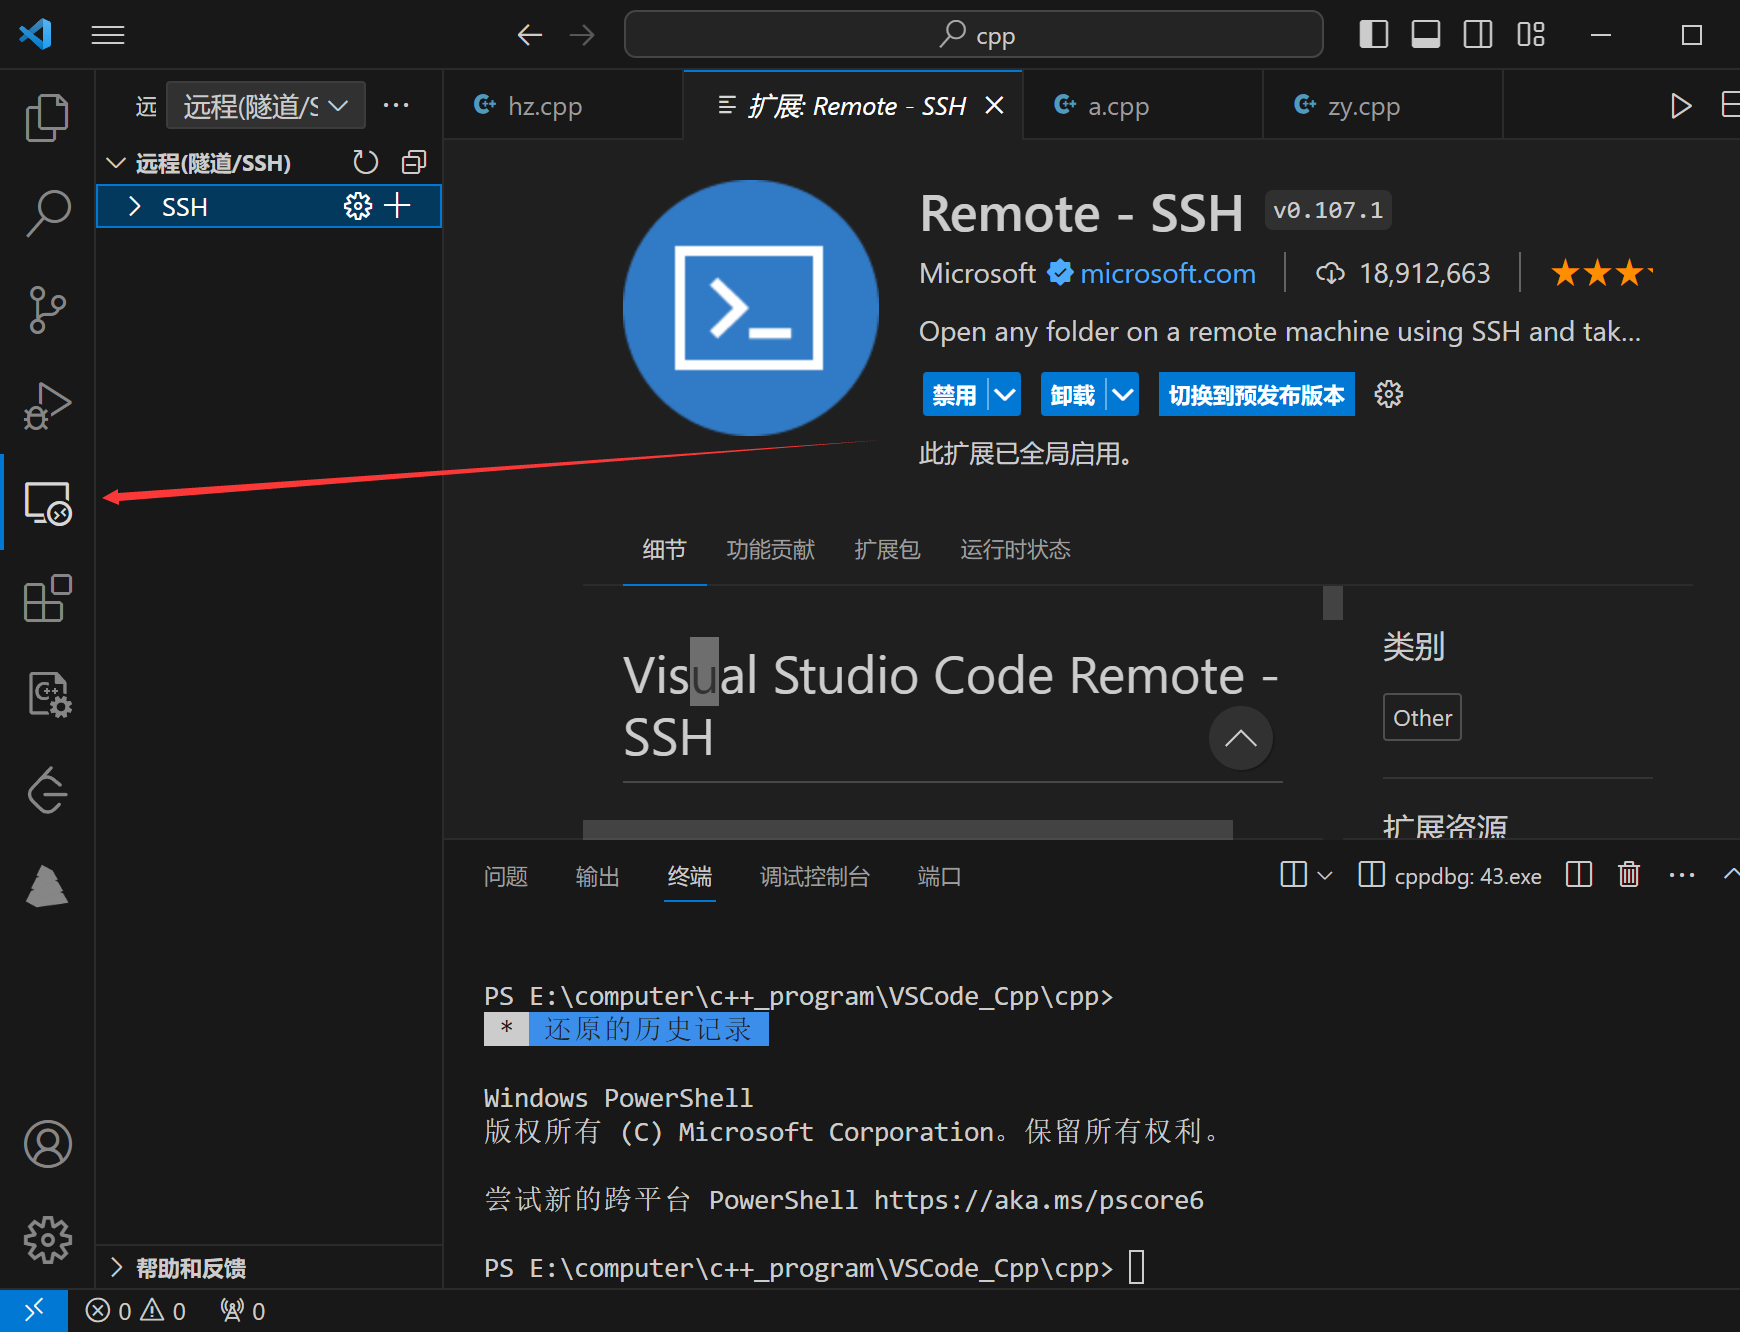 cpp
远
远程(隧道/S
hz.cpp
扩展: Remote - SSH
a.cpp
zy.cpp
远程(隧道/SSH)
SSH
Remote - SSH
v0.107.1
Microsoft
microsoft.com
18,912,663
Open any folder on a remote machine using SSH and tak...
禁用
卸载
切换到预发布版本
此扩展已全局启用。
细节
功能贡献
扩展包
运行时状态
Visual Studio Code Remote -
SSH
类别
Other
扩展资源
问题
输出
终端
调试控制台
端口
cppdbg: 43.exe
PS E:\computer\c++_program\VSCode_Cpp\cpp>
* 还原的历史记录
Windows PowerShell
版权所有 (C) Microsoft Corporation。保留所有权利。
尝试新的跨平台 PowerShell https://aka.ms/pscore6
PS E:\computer\c++_program\VSCode_Cpp\cpp>
帮助和反馈
0
0
0